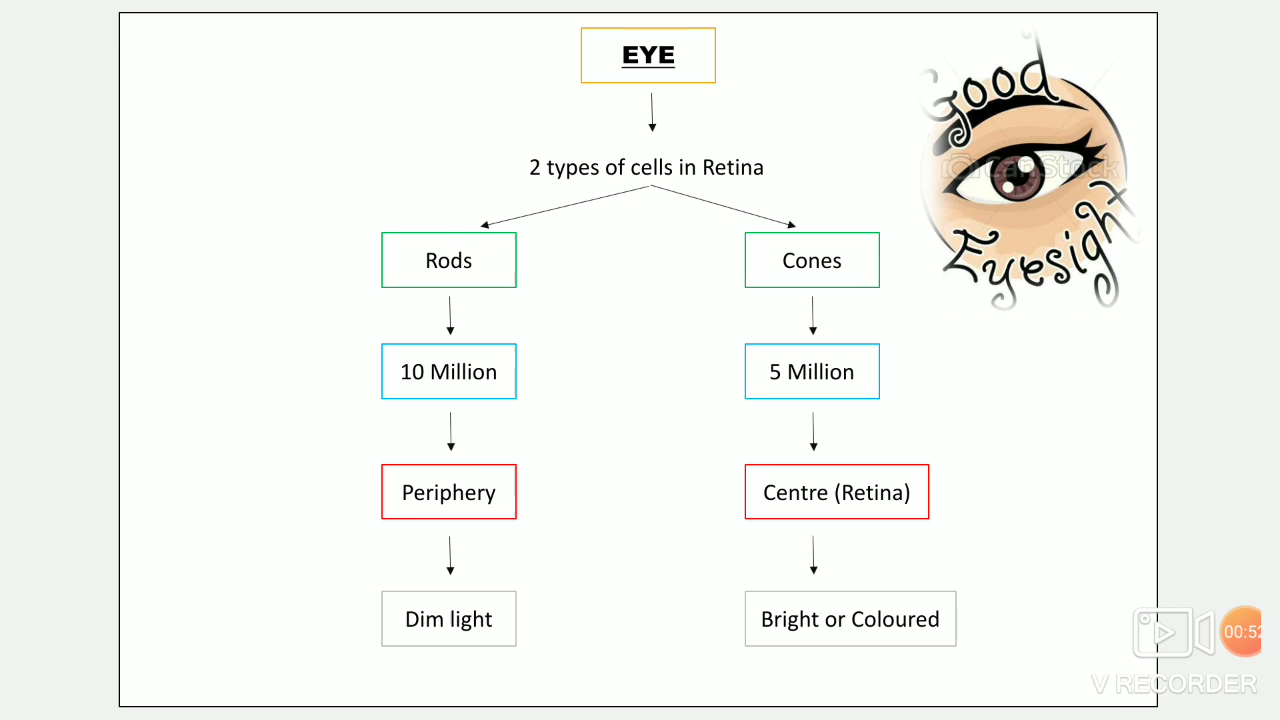 EYE
Good
Eyesight
CanStock
2 types of cells in Retina
Rods
Cones
10 Million
5 Million
Periphery
Centre (Retina)
Dim light
Bright or Coloured
00:52
V RECORDER